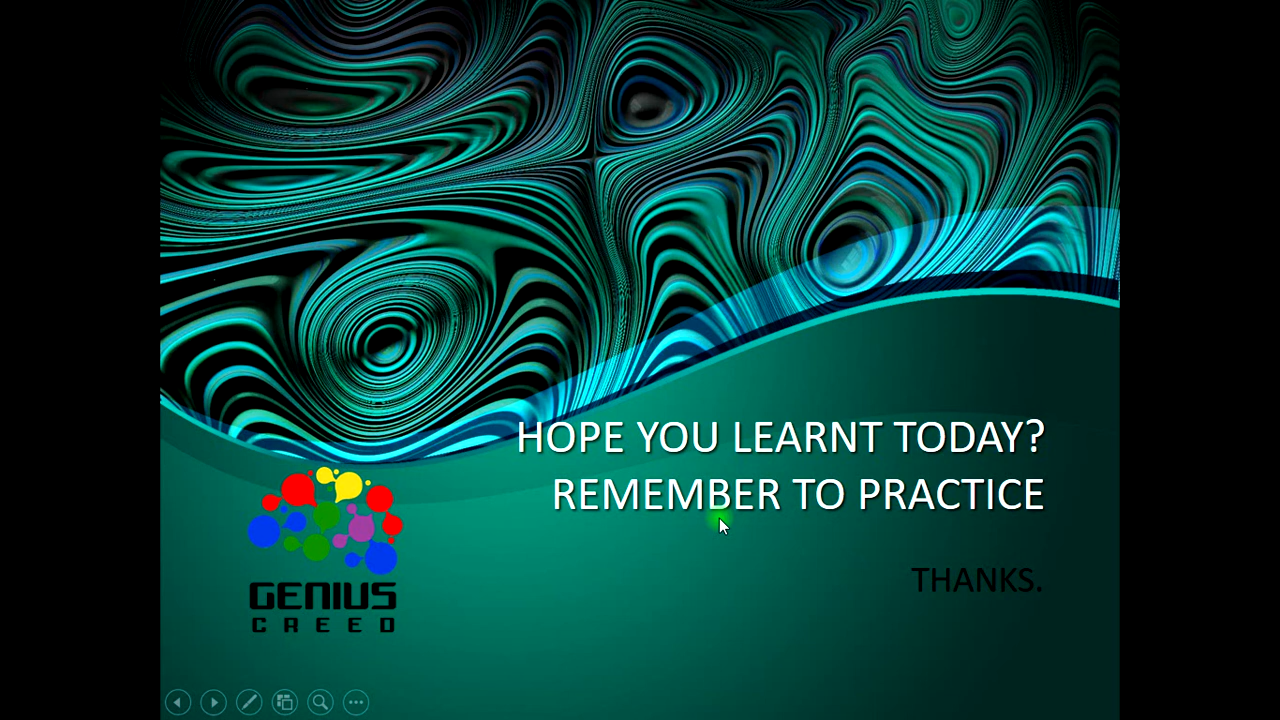 HOPE YOU LEARNT TODAY?
REMEMBER TO PRACTICE
THANKS.
GENIUS
CREED